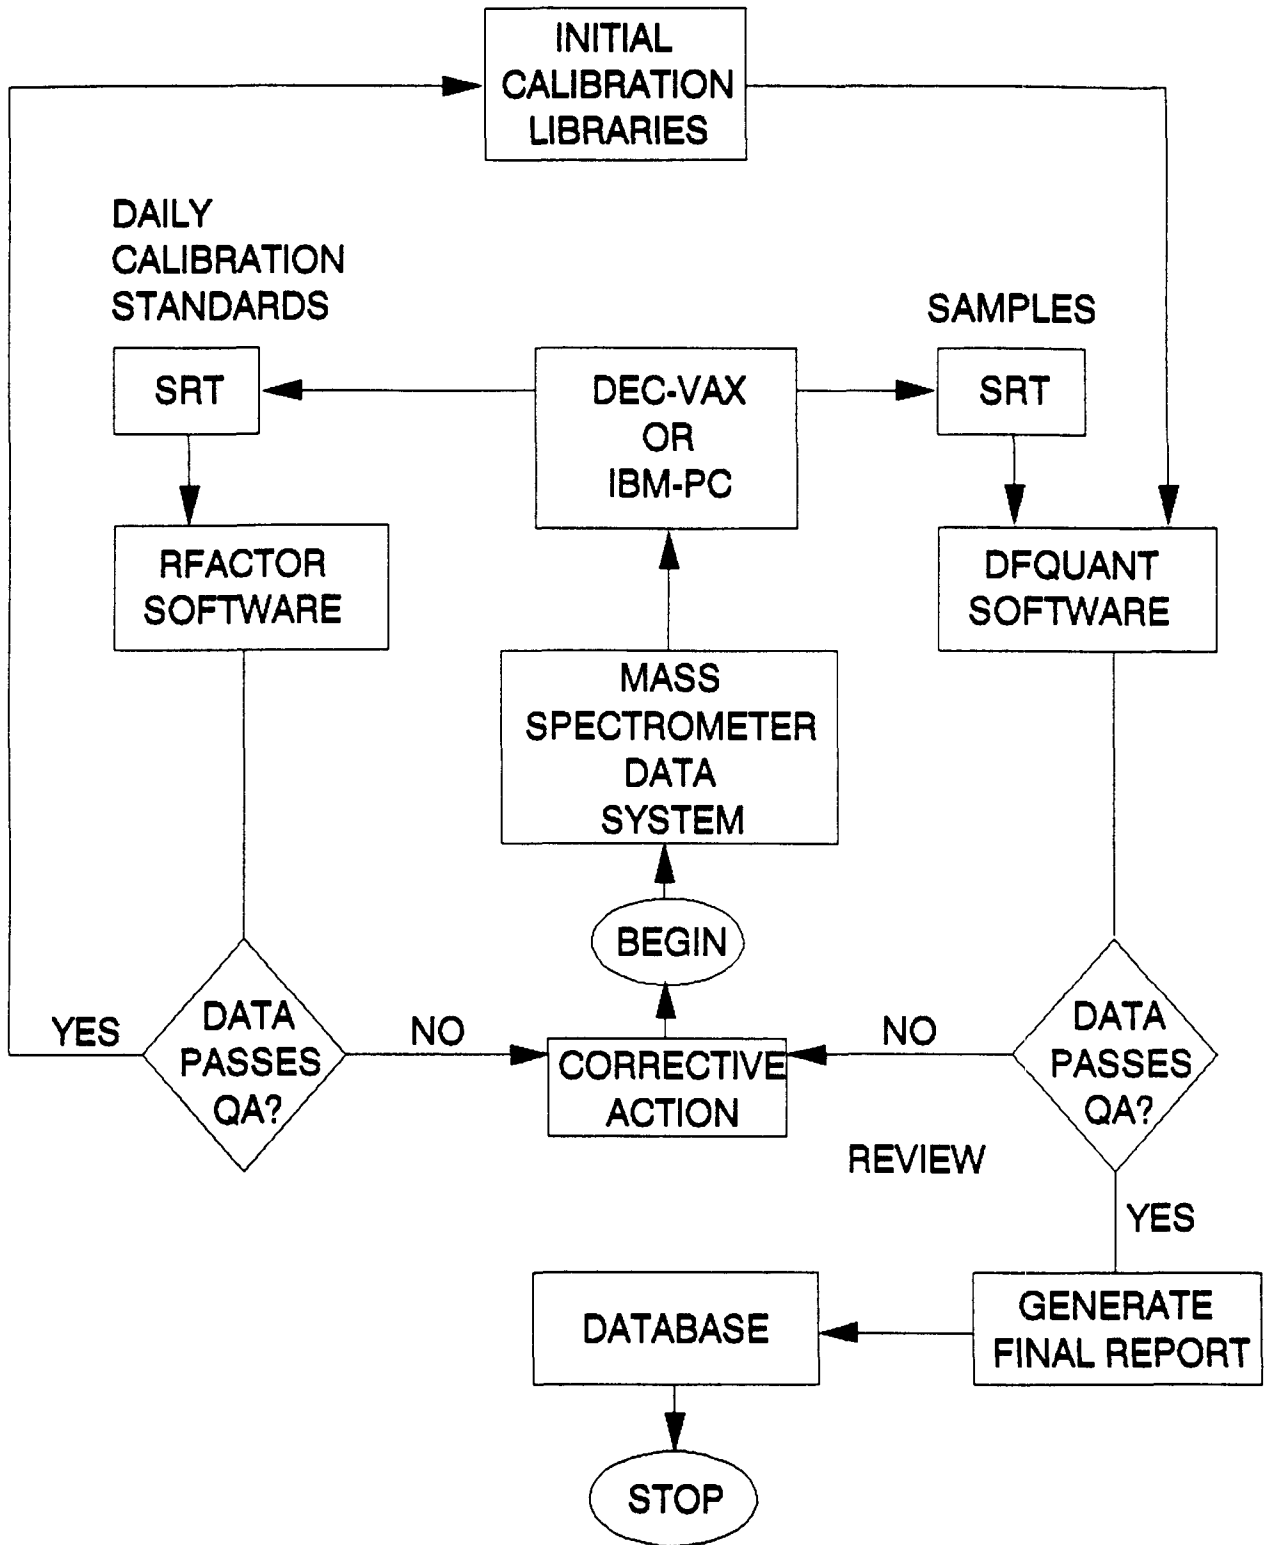 INITIAL
CALIBRATION
LIBRARIES
DAILY
CALIBRATION
STANDARDS
SAMPLES
SRT
DEC-VAX
OR
IBM-PC
SRT
RFACTOR
SOFTWARE
DFQUANT
SOFTWARE
MASS
SPECTROMETER
DATA
SYSTEM
BEGIN
YES
DATA
PASSES
QA?
NO
CORRECTIVE
ACTION
NO
DATA
PASSES
QA?
REVIEW
YES
DATABASE
GENERATE
FINAL REPORT
STOP